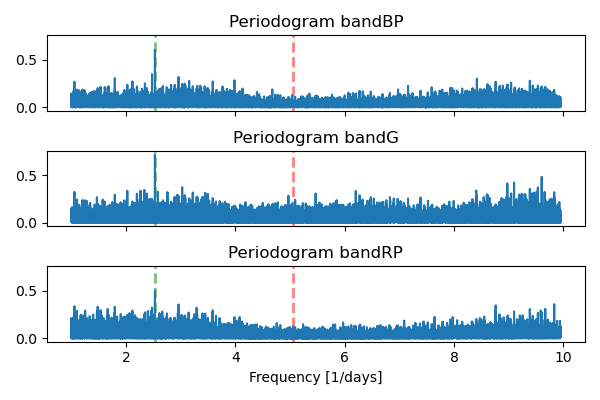 Periodogram bandBP
0.5
0.0
Periodogram bandG
0.5
0.0
Periodogram bandRP
0.5
0.0
2 4 6 8 10
Frequency [1/days]